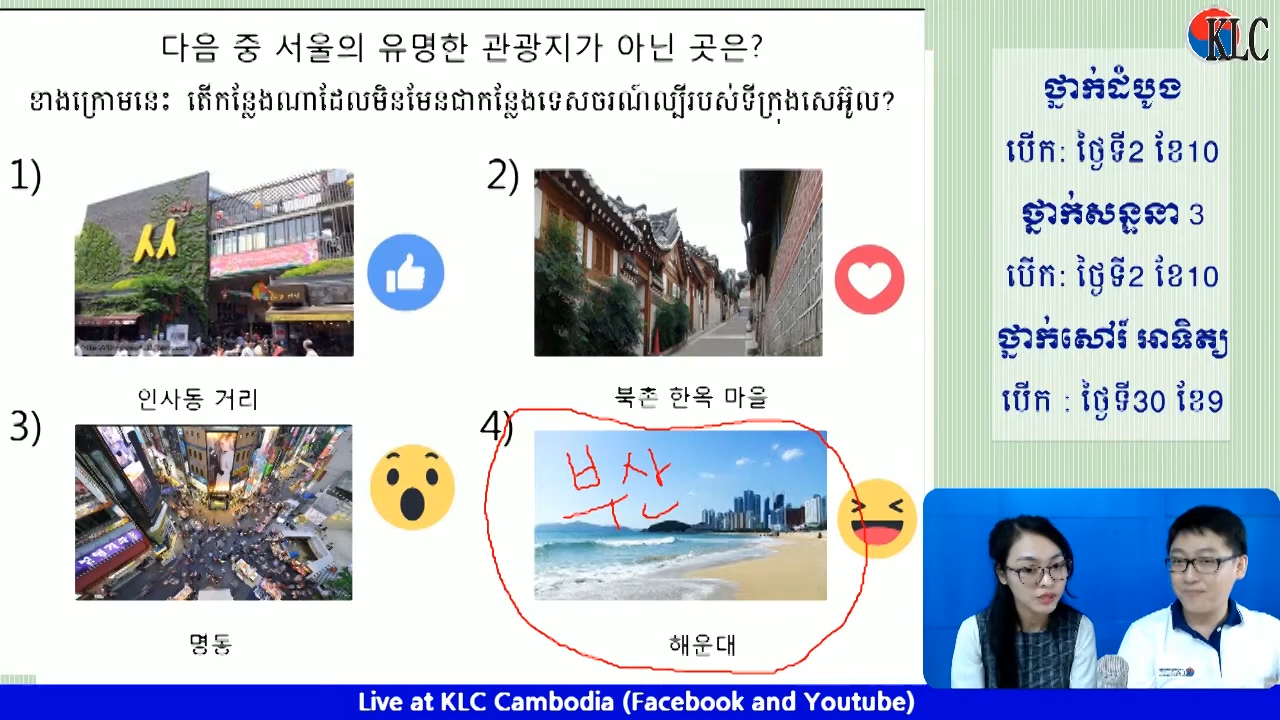 다음 중 서울의 유명한 관광지가 아닌 곳은?
ខាងក្រោមនេះ តើកន្លែងណាដែលមិនមែនជាកន្លែងទេសចរណ៍ល្បីរបស់ទីក្រុងសេអ៊ូល?
1)
인사동 거리
2)
북촌 한옥 마을
3)
명동
4)
부산
해운대
KLC
ថ្នាក់ដំបូង
បើក: ថ្ងៃទី2 ខែ10
ថ្នាក់សន្ទនា 3
បើក: ថ្ងៃទី2 ខែ10
ថ្នាក់សៅរ៍ អាទិត្យ
បើក : ថ្ងៃទី30 ខែ9
Live at KLC Cambodia (Facebook and Youtube)